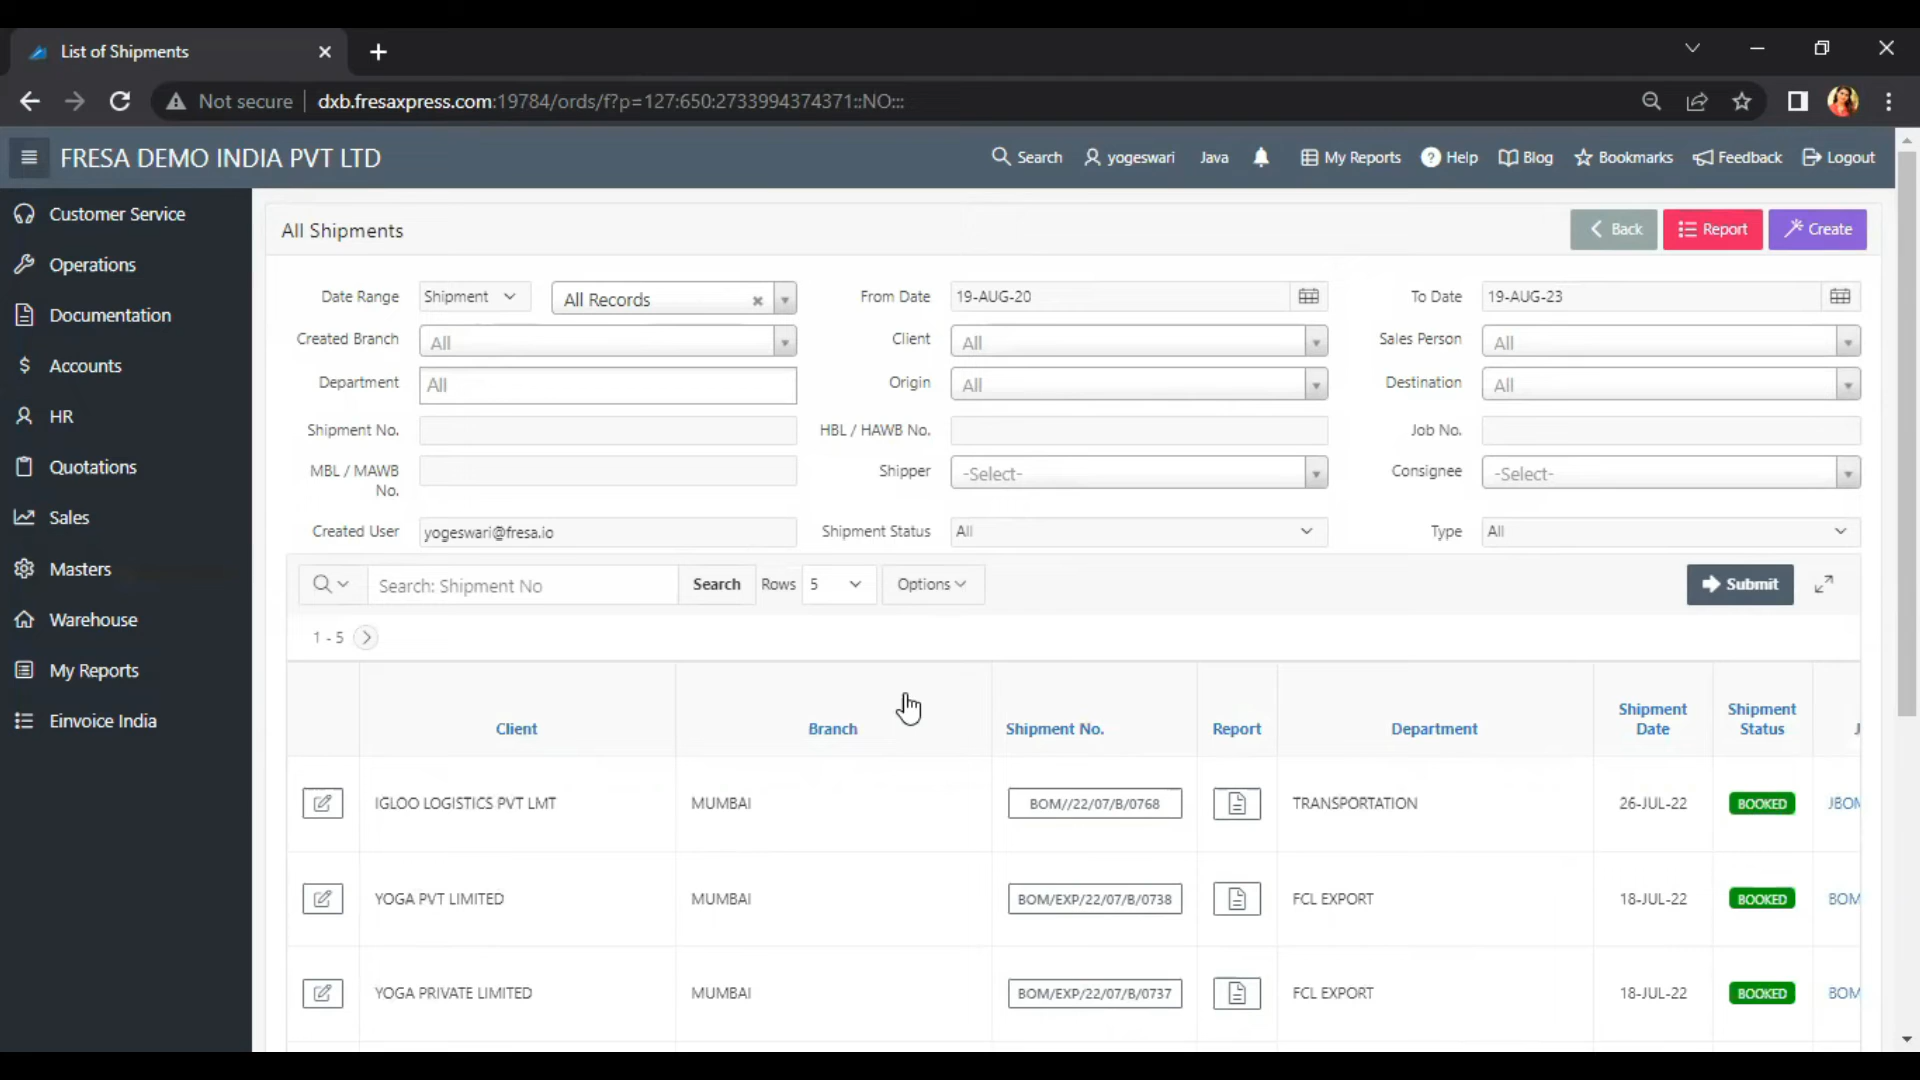 List of Shipments
Not secure dxb.fresaxpress.com:19784/ords/f?p=127:650:2733994374371::NO:::
FRESA DEMO INDIA PVT LTD
Search yogeswari Java My Reports Help Blog Bookmarks Feedback Logout
Customer Service
Operations
Documentation
Accounts
HR
Quotations
Sales
Masters
Warehouse
My Reports
Einvoice India
All Shipments
Back Report Create
Date Range Shipment All Records From Date 19-AUG-20 To Date 19-AUG-23
Created Branch All Client All Sales Person All
Department All Origin All Destination All
Shipment No. HBL / HAWB No. Job No.
MBL / MAWB No. Shipper -Select- Consignee -Select-
Created User yogeswari@fresa.io Shipment Status All Type All
Search: Shipment No Search Rows 5 Options Submit
1 - 5
Client Branch Shipment No. Report Department Shipment Date Shipment Status
IGLOO LOGISTICS PVT LMT MUMBAI BOM//22/07/B/0768 TRANSPORTATION 26-JUL-22 BOOKED JBOM
YOGA PVT LIMITED MUMBAI BOM/EXP/22/07/B/0738 FCL EXPORT 18-JUL-22 BOOKED BOM
YOGA PRIVATE LIMITED MUMBAI BOM/EXP/22/07/B/0737 FCL EXPORT 18-JUL-22 BOOKED BOM